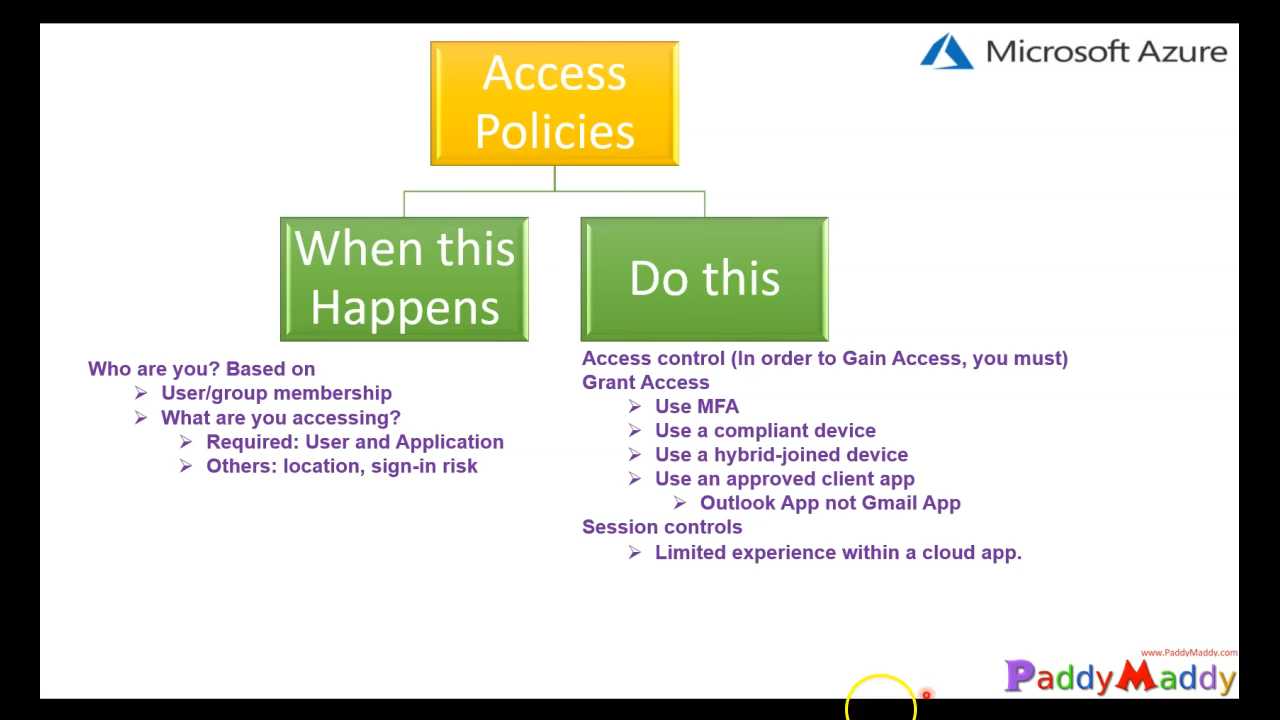 Microsoft Azure
Access
Policies
When this
Happens
Do this
Who are you? Based on
User/group membership
What are you accessing?
Required: User and Application
Others: location, sign-in risk
Access control (In order to Gain Access, you must)
Grant Access
Use MFA
Use a compliant device
Use a hybrid-joined device
Use an approved client app
Outlook App not Gmail App
Session controls
Limited experience within a cloud app.
www.PaddyMaddy.com
PaddyMaddy